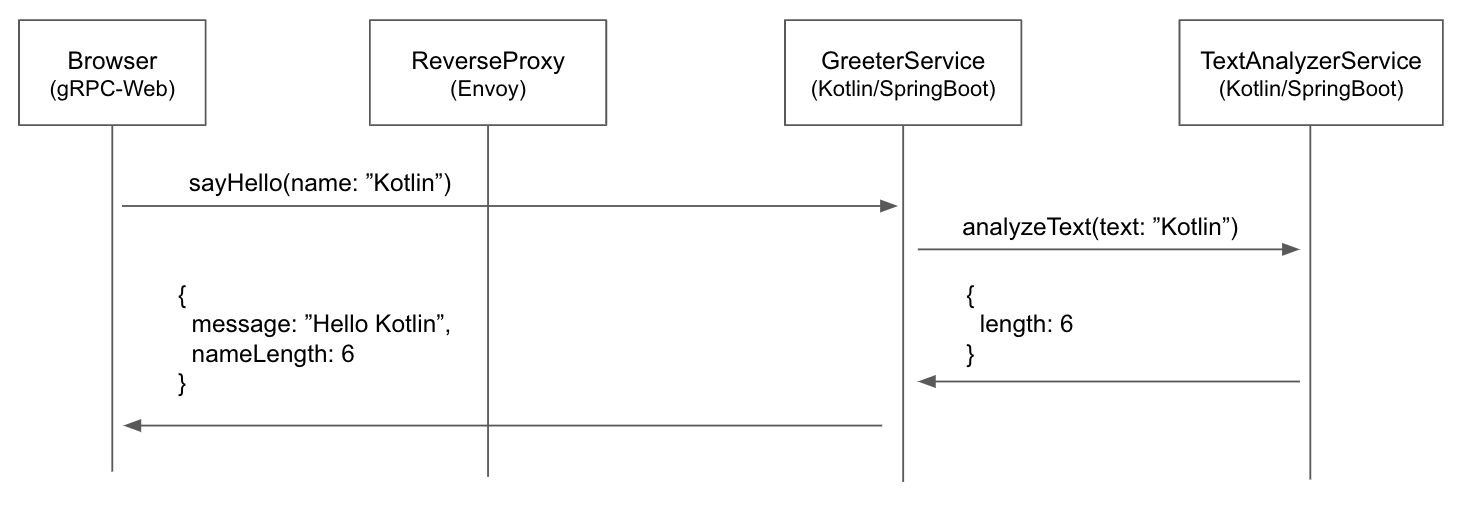 Browser
(gRPC-Web)
ReverseProxy
(Envoy)
GreeterService
(Kotlin/SpringBoot)
TextAnalyzerService
(Kotlin/SpringBoot)
sayHello(name: ”Kotlin”)
analyzeText(text: ”Kotlin”)
{
length: 6
}
{
message: ”Hello Kotlin”,
nameLength: 6
}